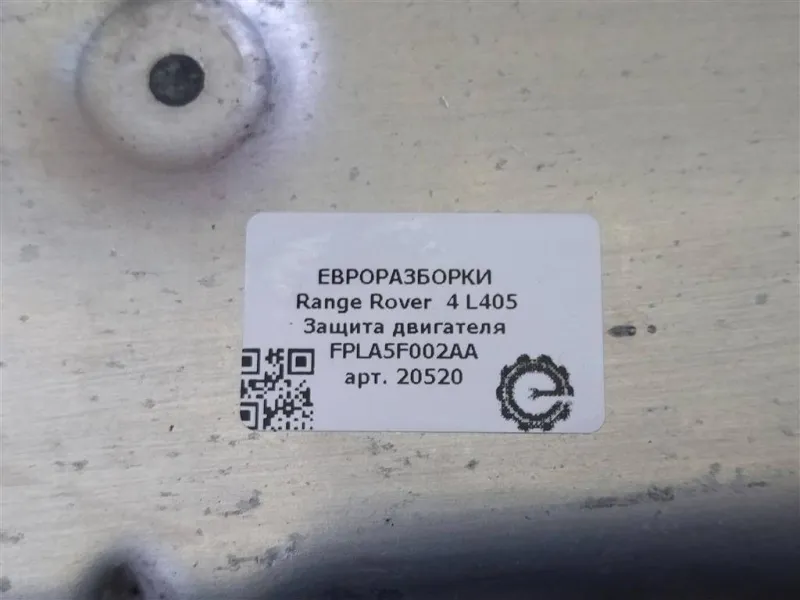 ЕВРОРАЗБОРКИ
Range Rover 4 L405
Защита двигателя
FPLA5F002AA
арт. 20520